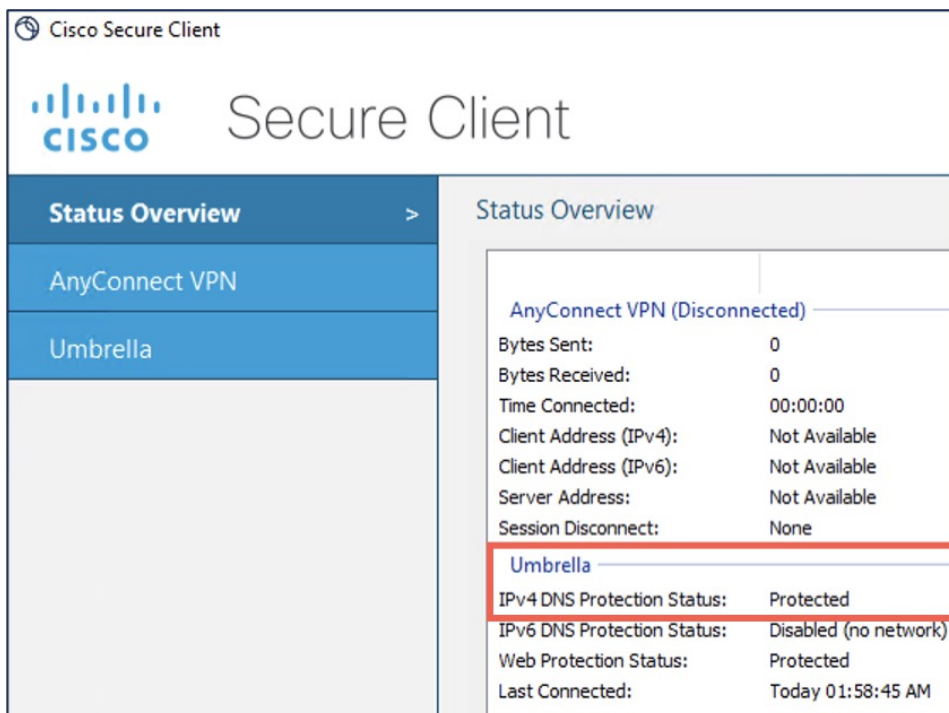 Cisco Secure Client
CISCO
Secure Client
Status Overview >
AnyConnect VPN
Umbrella
Status Overview
AnyConnect VPN (Disconnected)
Bytes Sent: 0
Bytes Received: 0
Time Connected: 00:00:00
Client Address (IPv4): Not Available
Client Address (IPv6): Not Available
Server Address: Not Available
Session Disconnect: None
Umbrella
IPv4 DNS Protection Status: Protected
IPv6 DNS Protection Status: Disabled (no network)
Web Protection Status: Protected
Last Connected: Today 01:58:45 AM